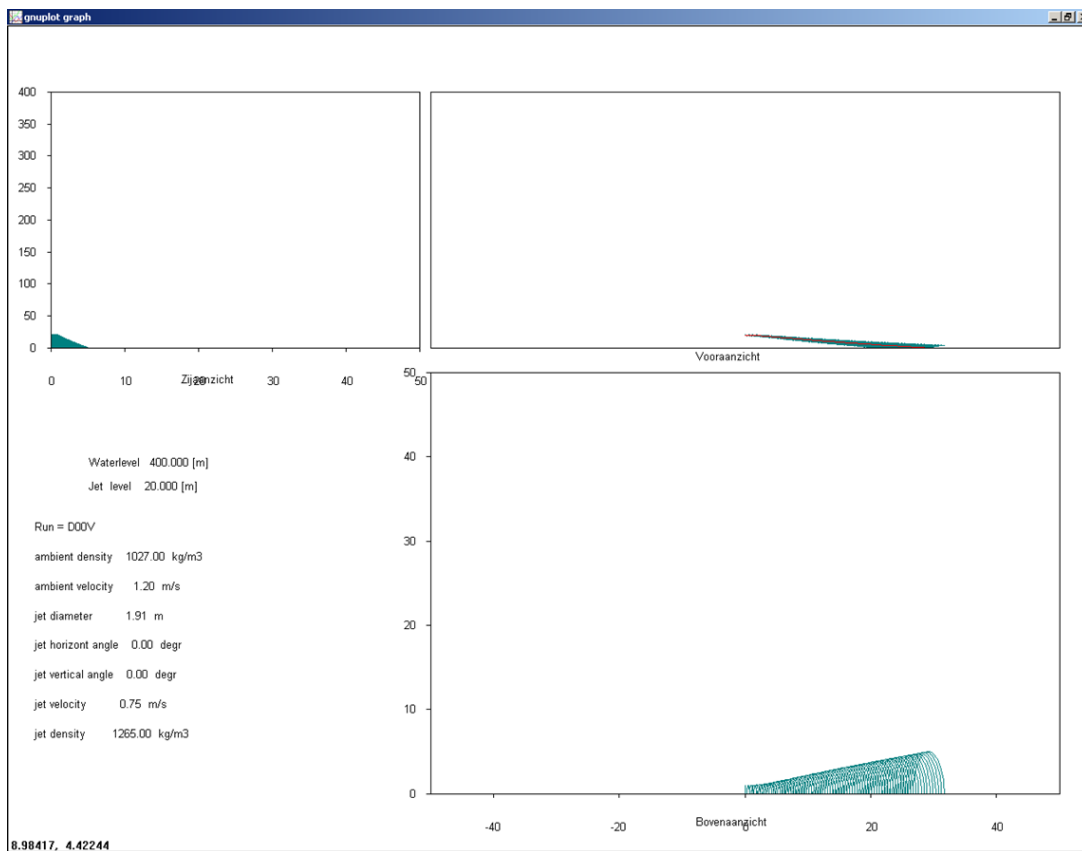 gnuplot graph
400
350
300
250
200
150
100
50
0
0 10 20 30 40 50
Zijaanzicht
Vooraanzicht
50
40
30
20
10
0
-40 -20 0 20 40
Bovenaanzicht
Waterlevel 400.000 [m]
Jet level 20.000 [m]
Run = D00V
ambient density 1027.00 kg/m3
ambient velocity 1.20 m/s
jet diameter 1.91 m
jet horizont angle 0.00 degr
jet vertical angle 0.00 degr
jet velocity 0.75 m/s
jet density 1265.00 kg/m3
8.98417, 4.42244